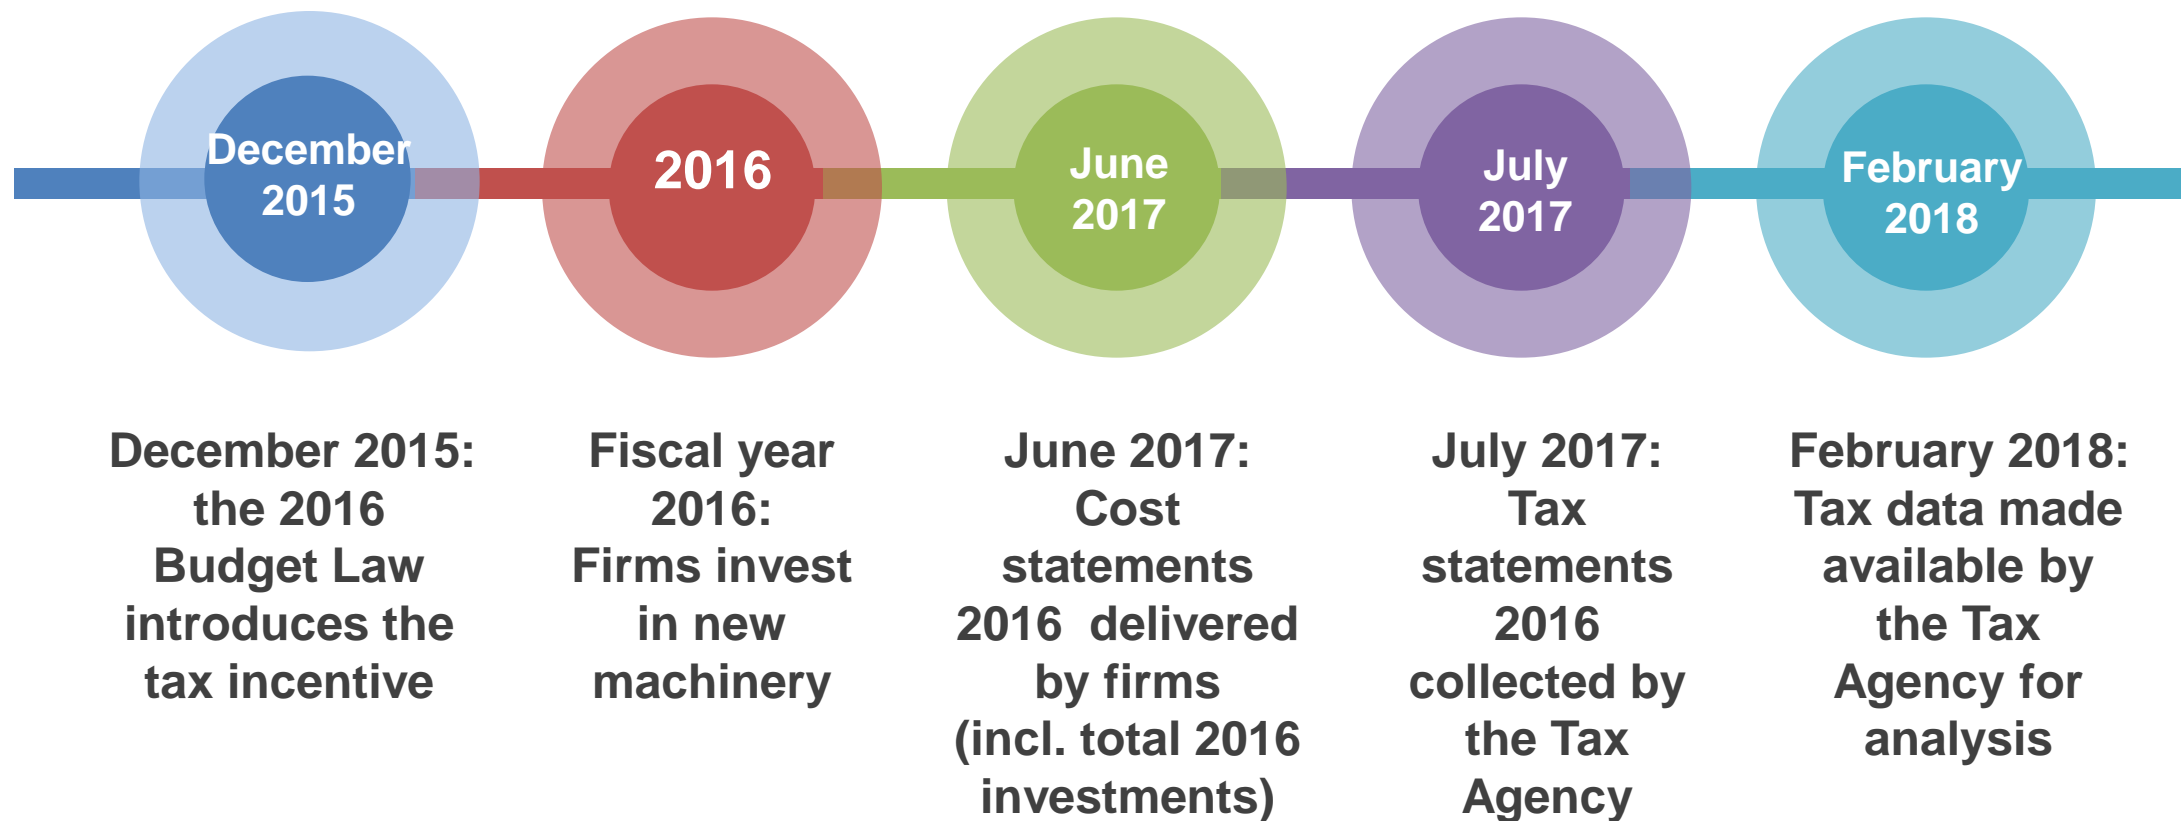 December
2015
2016
June
2017
July
2017
February
2018
December 2015:
the 2016
Budget Law
introduces the
tax incentive
Fiscal year
2016:
Firms invest
in new
machinery
June 2017:
Cost
statements
2016  delivered
by firms
(incl. total 2016
investments)
July 2017:
Tax
statements
2016
collected by
the Tax
Agency
February 2018:
Tax data made
available by
the Tax
Agency for
analysis